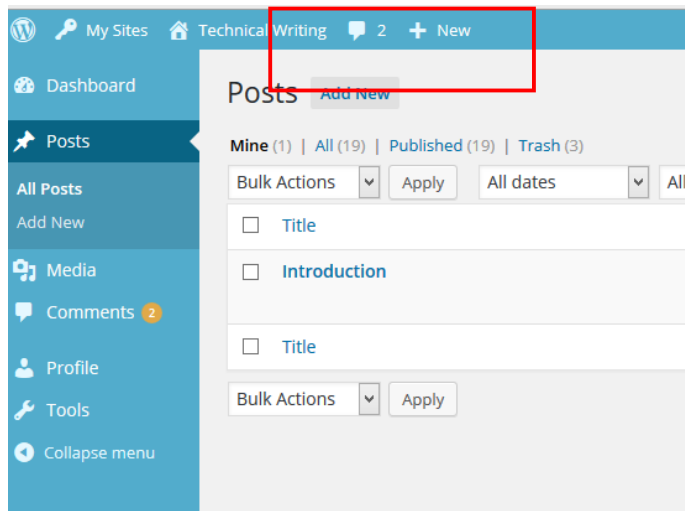 My Sites Technical Writing 2 + New
Dashboard
Posts
All Posts
Add New
Media
Comments 2
Profile
Tools
Collapse menu
Posts Add New
Mine (1) | All (19) | Published (19) | Trash (3)
Bulk Actions Apply All dates All
Title
Introduction
Title
Bulk Actions Apply